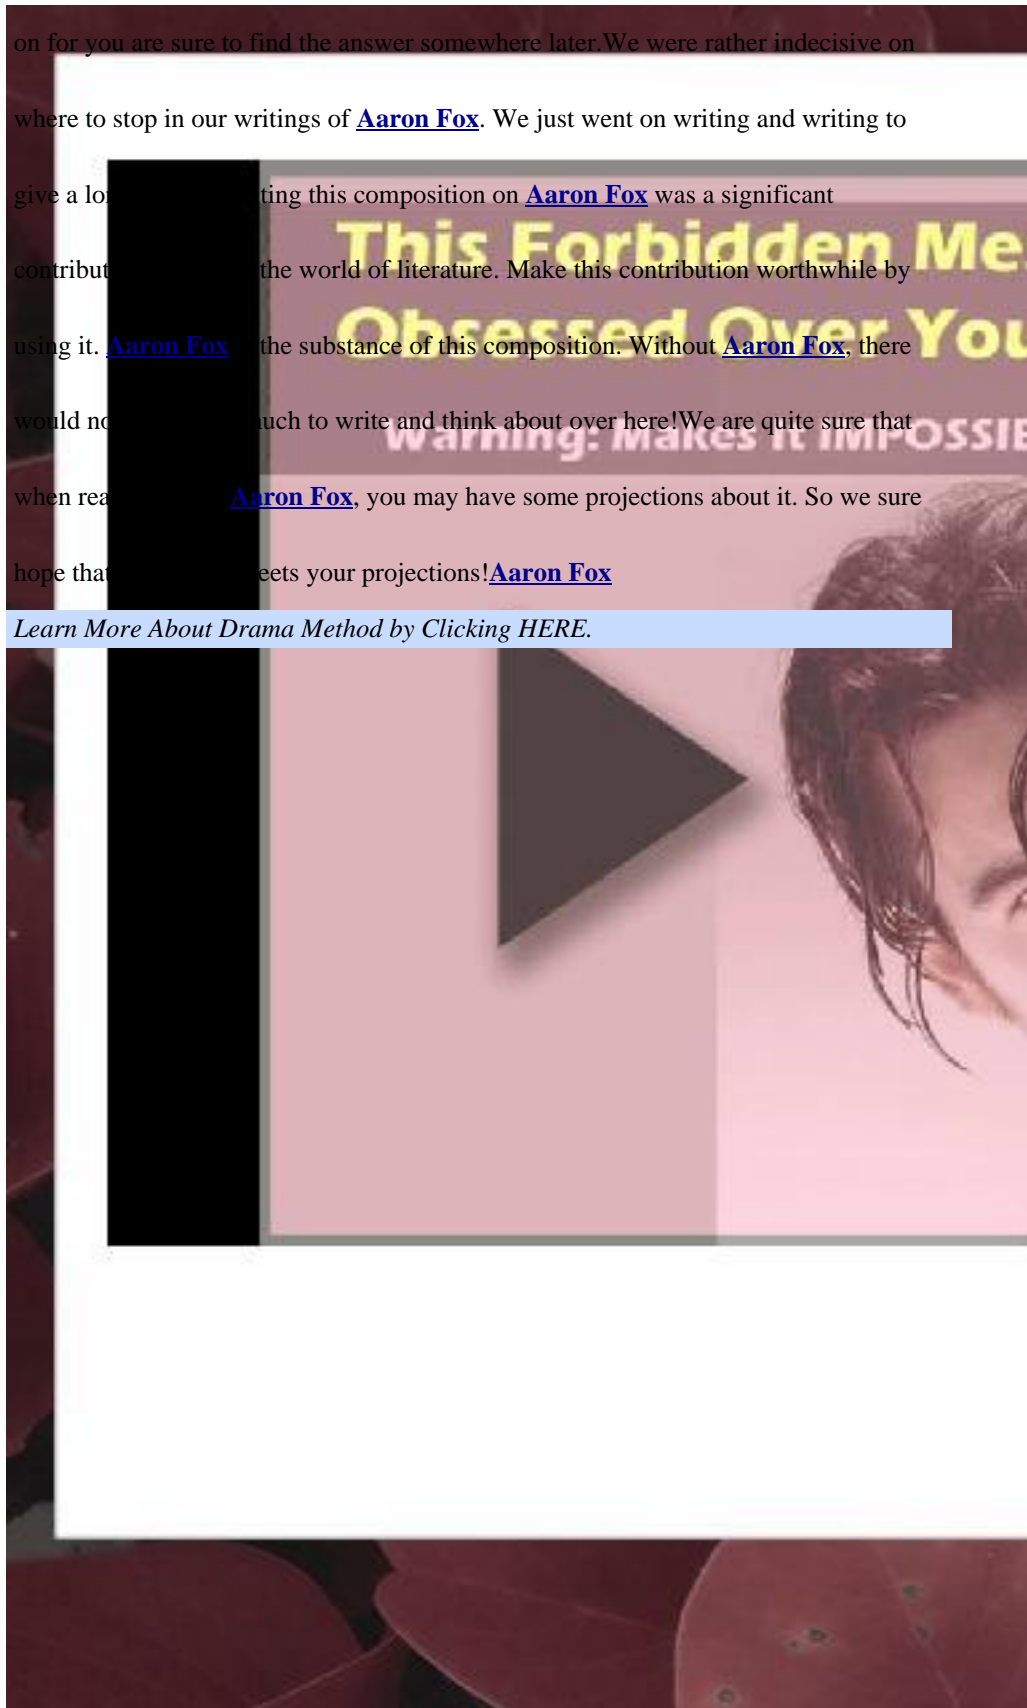 on for you are sure to find the answer somewhere later.We were rather indecisive on
where to stop in our writings of Aaron Fox. We just went on writing and writing to
give a lo ting this composition on Aaron Fox was a significant
contribut the world of literature. Make this contribution worthwhile by
using it. Aaron Fox the substance of this composition. Without Aaron Fox, there
would no uch to write and think about over here!We are quite sure that
when rea Aaron Fox, you may have some projections about it. So we sure
hope that eets your projections!Aaron Fox
Learn More About Drama Method by Clicking HERE.
This Forbidden Me
Obsessed Over You
Warning: Makes it IMPOSSIB